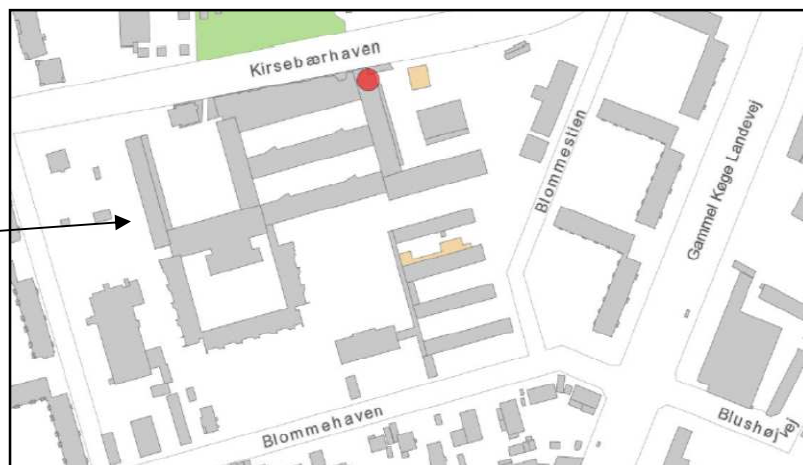 Kirsebærhaven
Blommestien
Gammel Køge Landevej
Blommehaven
Blushøjvej